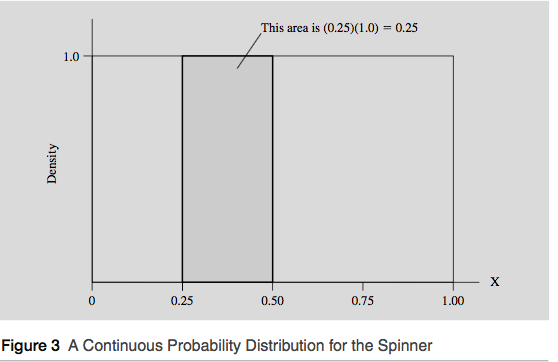 This area is (0.25)(1.0) = 0.25
1.0
Density
X
0 0.25 0.50 0.75 1.00
Figure 3 A Continuous Probability Distribution for the Spinner